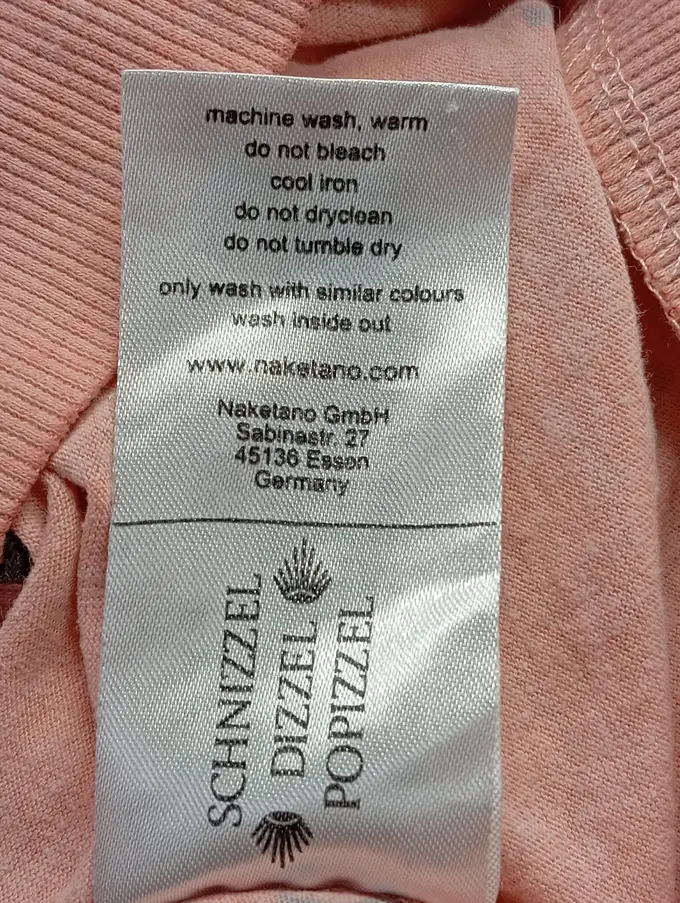 machine wash, warm
do not bleach
cool iron
do not dryclean
do not tumble dry
only wash with similar colours
wash inside out
www.naketano.com
Naketano GmbH
Sabinastr. 27
45136 Essen
Germany
SCHNIZZEL
DIZZEL
POPIZZEL